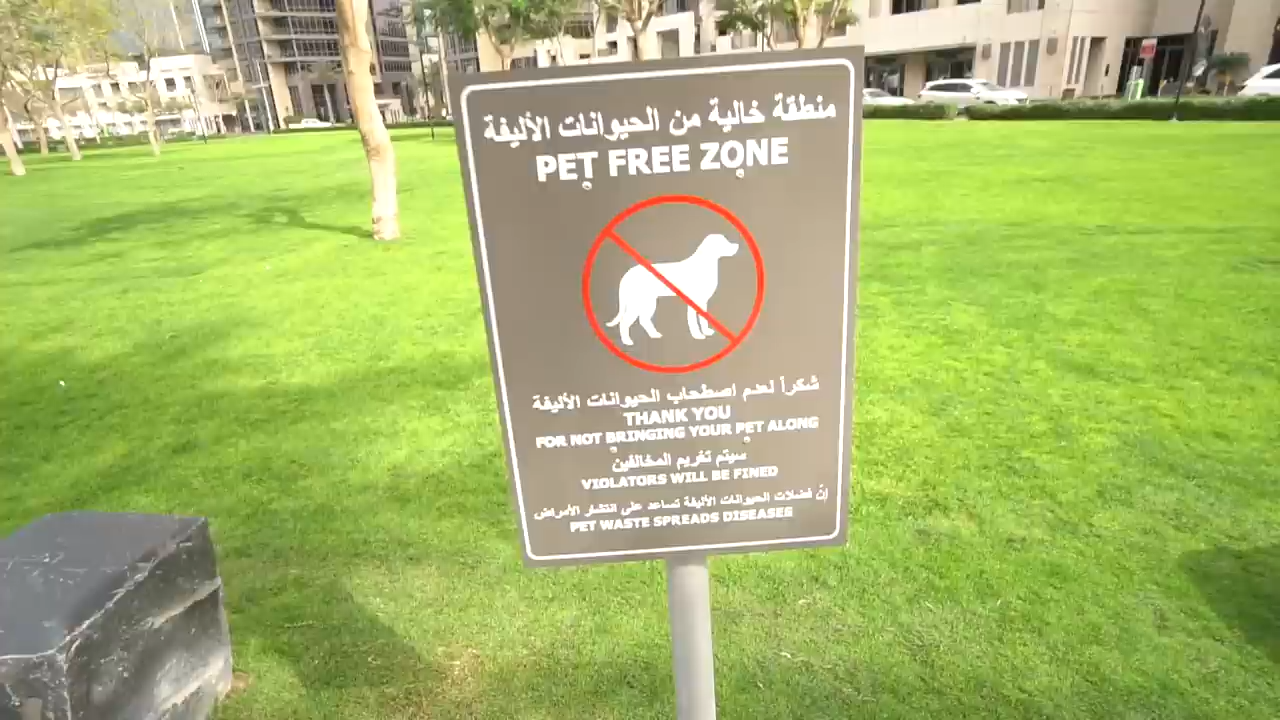 منطقة خالية من الحيوانات الأليفة
PET FREE ZONE
شكراً لعدم اصطحاب الحيوانات الأليفة
THANK YOU
FOR NOT BRINGING YOUR PET ALONG
سيتم تغريم المخالفين
VIOLATORS WILL BE FINED
إنّ فضلات الحيوانات الأليفة تساعد على انتشار الأمراض
PET WASTE SPREADS DISEASES